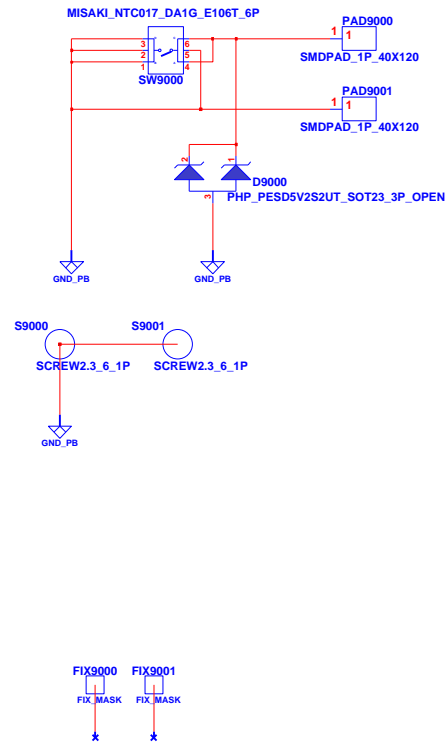 MISAKI_NTC017_DA1G_E106T_6P
PAD9000
3 6
1 1
2 5
1 4
SW9000
SMDPAD_1P_40X120
PAD9001
1 1
SMDPAD_1P_40X120
2 1
D9000
3
PHP_PESD5V2S2UT_SOT23_3P_OPEN
GND_PB GND_PB
S9000 S9001
SCREW2.3_6_1P SCREW2.3_6_1P
GND_PB
FIX9000 FIX9001
FIX_MASK FIX_MASK